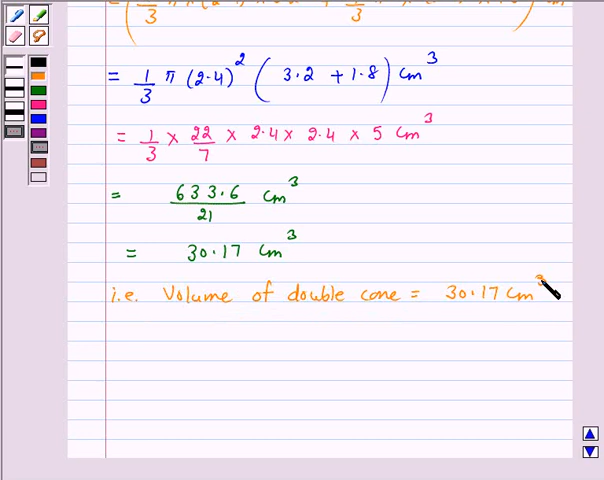 = 1/3 π (2·4)² ( 3·2 + 1·8 ) cm³
= 1/3 × 22/7 × 2·4 × 2·4 × 5 cm³
= 633·6/21 cm³
= 30·17 cm³
i.e. Volume of double cone = 30·17 cm³